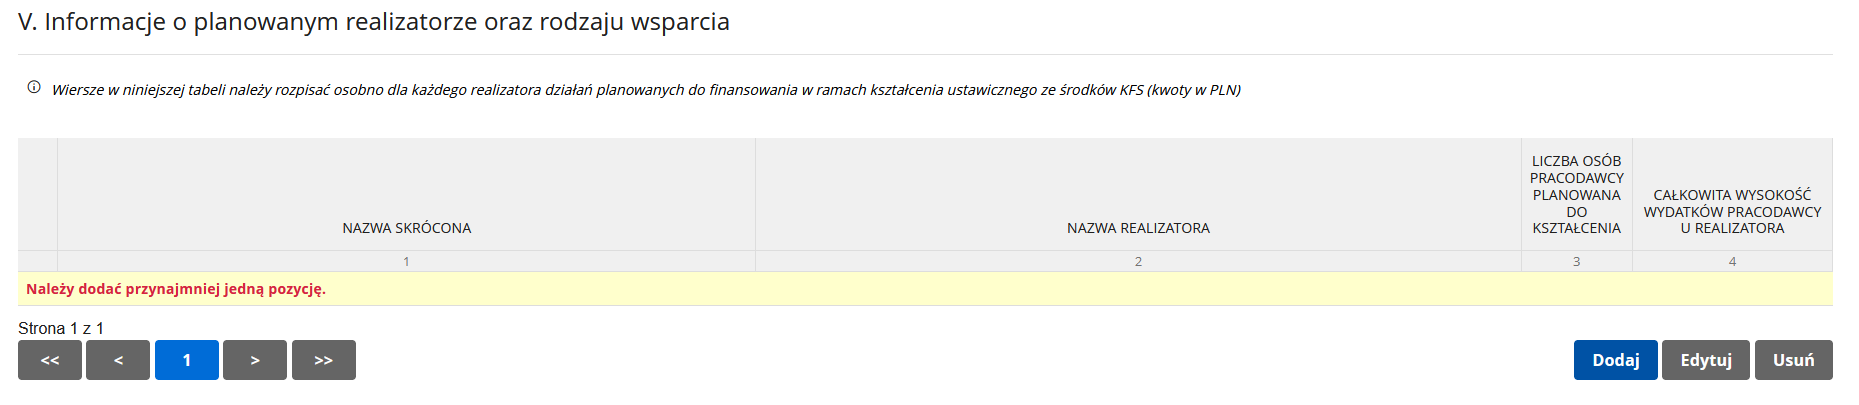 V. Informacje o planowanym realizatorze oraz rodzaju wsparcia
Wiersze w niniejszej tabeli należy rozpisać osobno dla każdego realizatora działań planowanych do finansowania w ramach kształcenia ustawicznego ze środków KFS (kwoty w PLN)
NAZWA SKRÓCONA
NAZWA REALIZATORA
LICZBA OSÓB
PRACODAWCY
PLANOWANA
DO
KSZTAŁCENIA
CAŁKOWITA WYSOKOŚĆ
WYDATKÓW PRACODAWCY
U REALIZATORA
1 2 3 4
Należy dodać przynajmniej jedną pozycję.
Strona 1 z 1
<< < 1 > >> Dodaj Edytuj Usuń